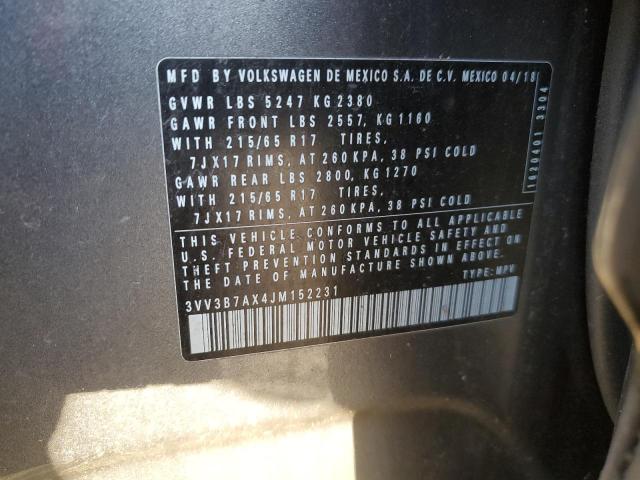 MFD BY VOLKSWAGEN DE MEXICO S.A. DE C.V. MEXICO 04/18
GVWR LBS 5247 KG 2380
GAWR FRONT LBS 2557, KG 1160
WITH 215/65 R17 TIRES,
7JX17 RIMS, AT 260 KPA, 38 PSI COLD
GAWR REAR LBS 2800, KG 1270
WITH 215/65 R17 TIRES,
7JX17 RIMS, AT 260 KPA, 38 PSI COLD
THIS VEHICLE CONFORMS TO ALL APPLICABLE
U.S. FEDERAL MOTOR VEHICLE SAFETY AND
THEFT PREVENTION STANDARDS IN EFFECT ON
THE DATE OF MANUFACTURE SHOWN ABOVE.
TYPE: MPV
3VV3B7AX4JM152231
1820401 3304